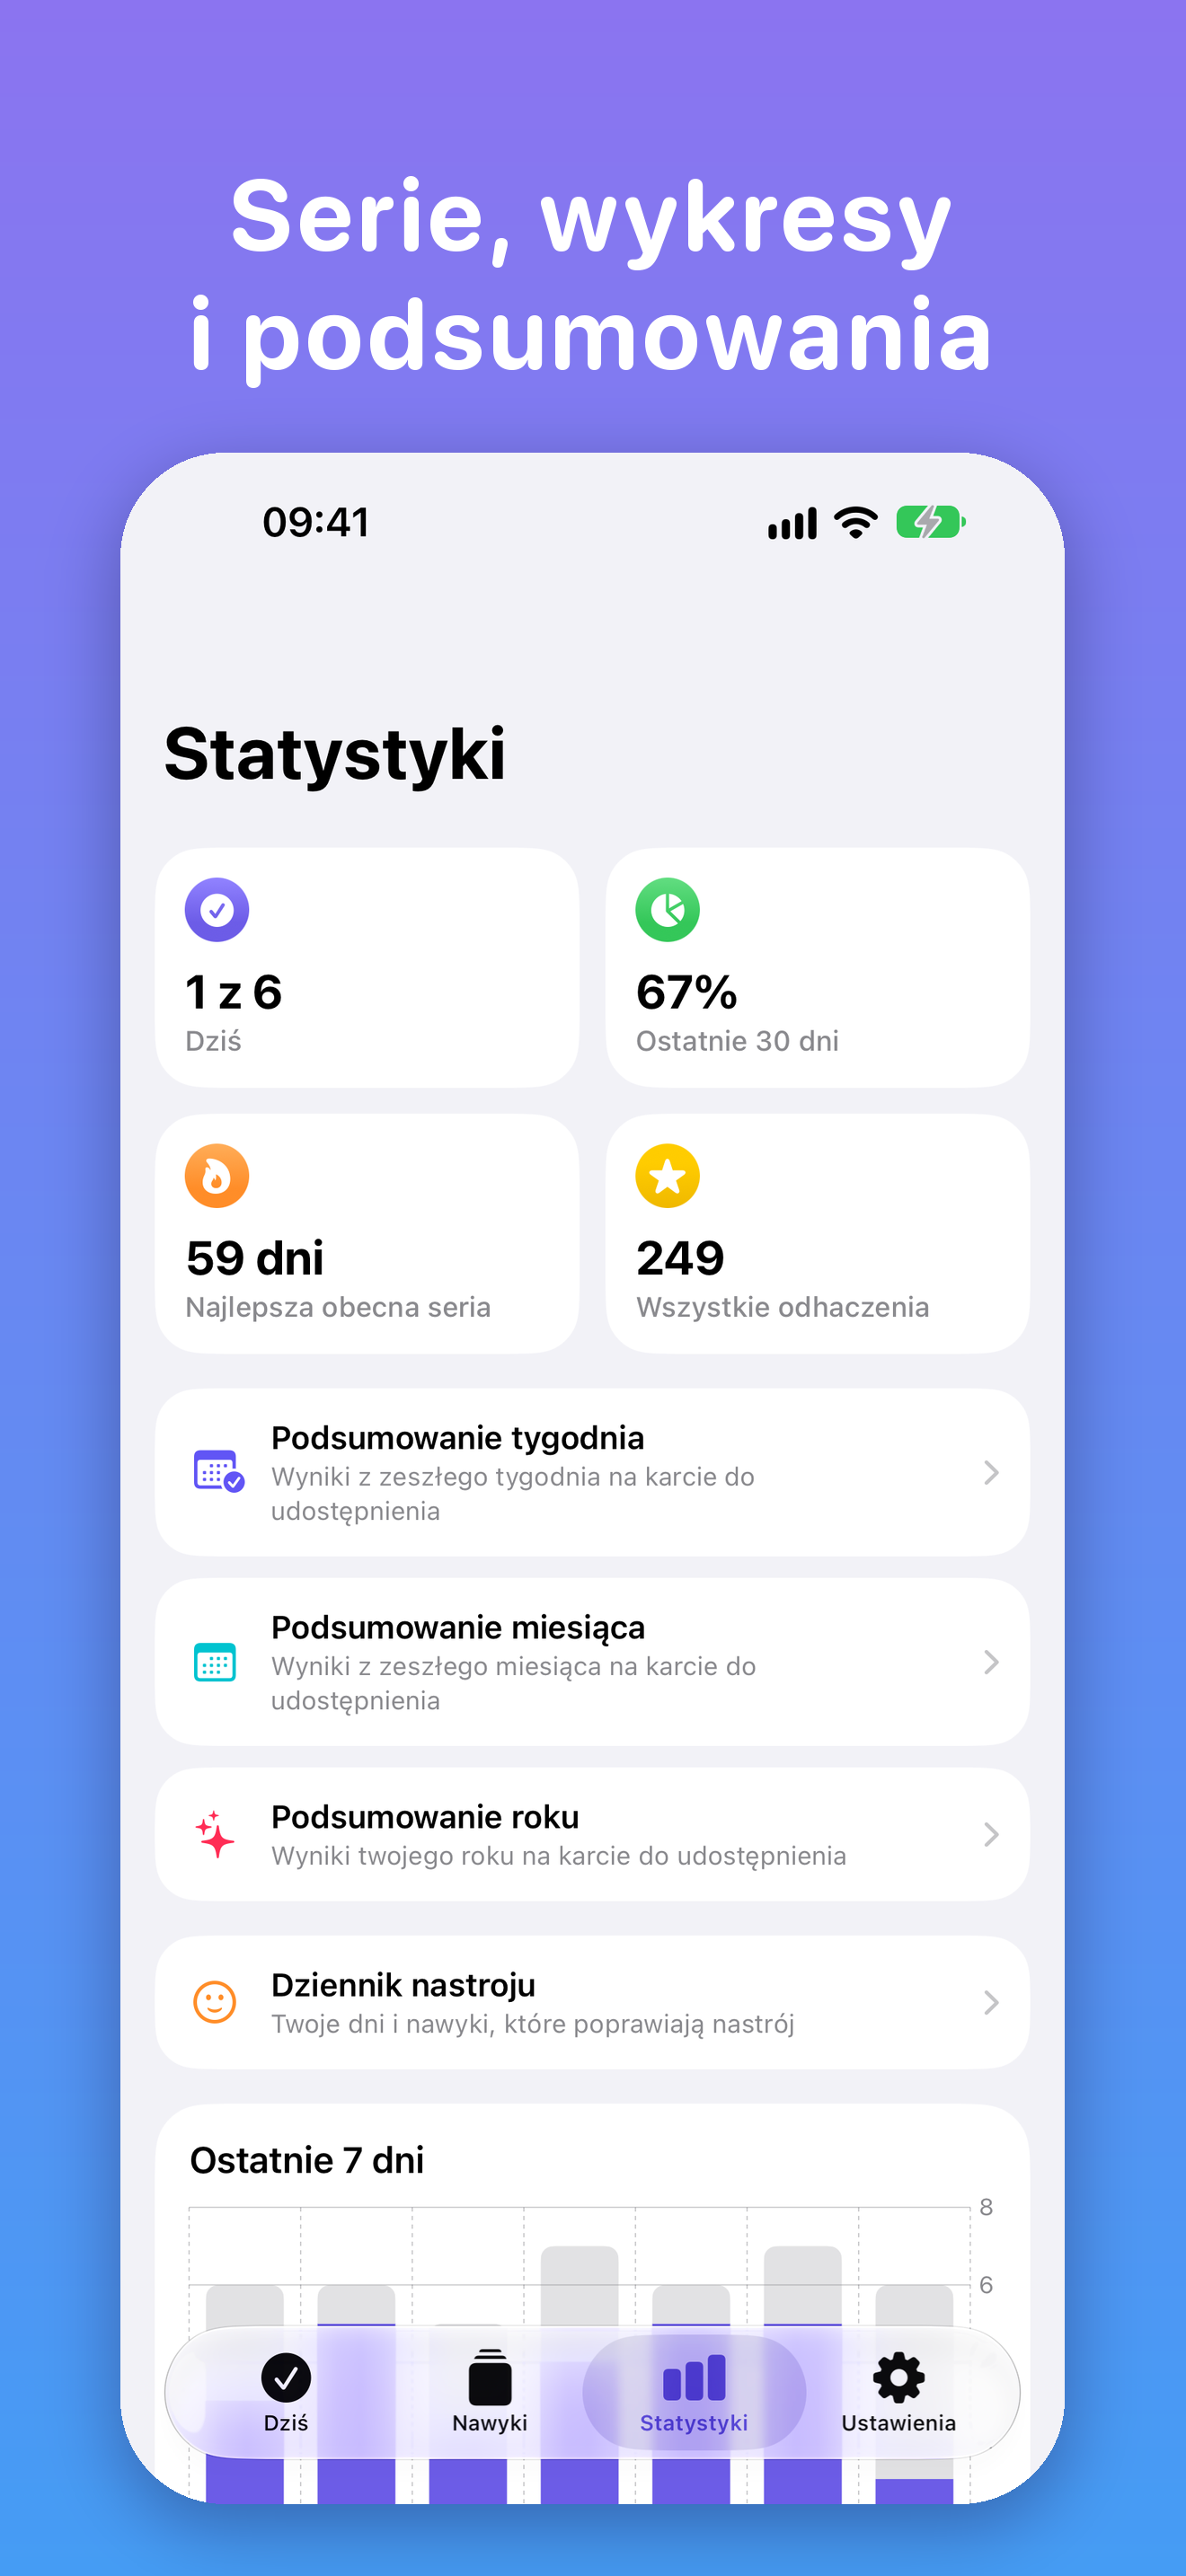 Serie, wykresy
i podsumowania
09:41
Statystyki
1 z 6
Dziś
67%
Ostatnie 30 dni
59 dni
Najlepsza obecna seria
249
Wszystkie odhaczenia
Podsumowanie tygodnia
Wyniki z zeszłego tygodnia na karcie do
udostępnienia
Podsumowanie miesiąca
Wyniki z zeszłego miesiąca na karcie do
udostępnienia
Podsumowanie roku
Wyniki twojego roku na karcie do udostępnienia
Dziennik nastroju
Twoje dni i nawyki, które poprawiają nastrój
Ostatnie 7 dni
8
6
Dziś
Nawyki
Statystyki
Ustawienia